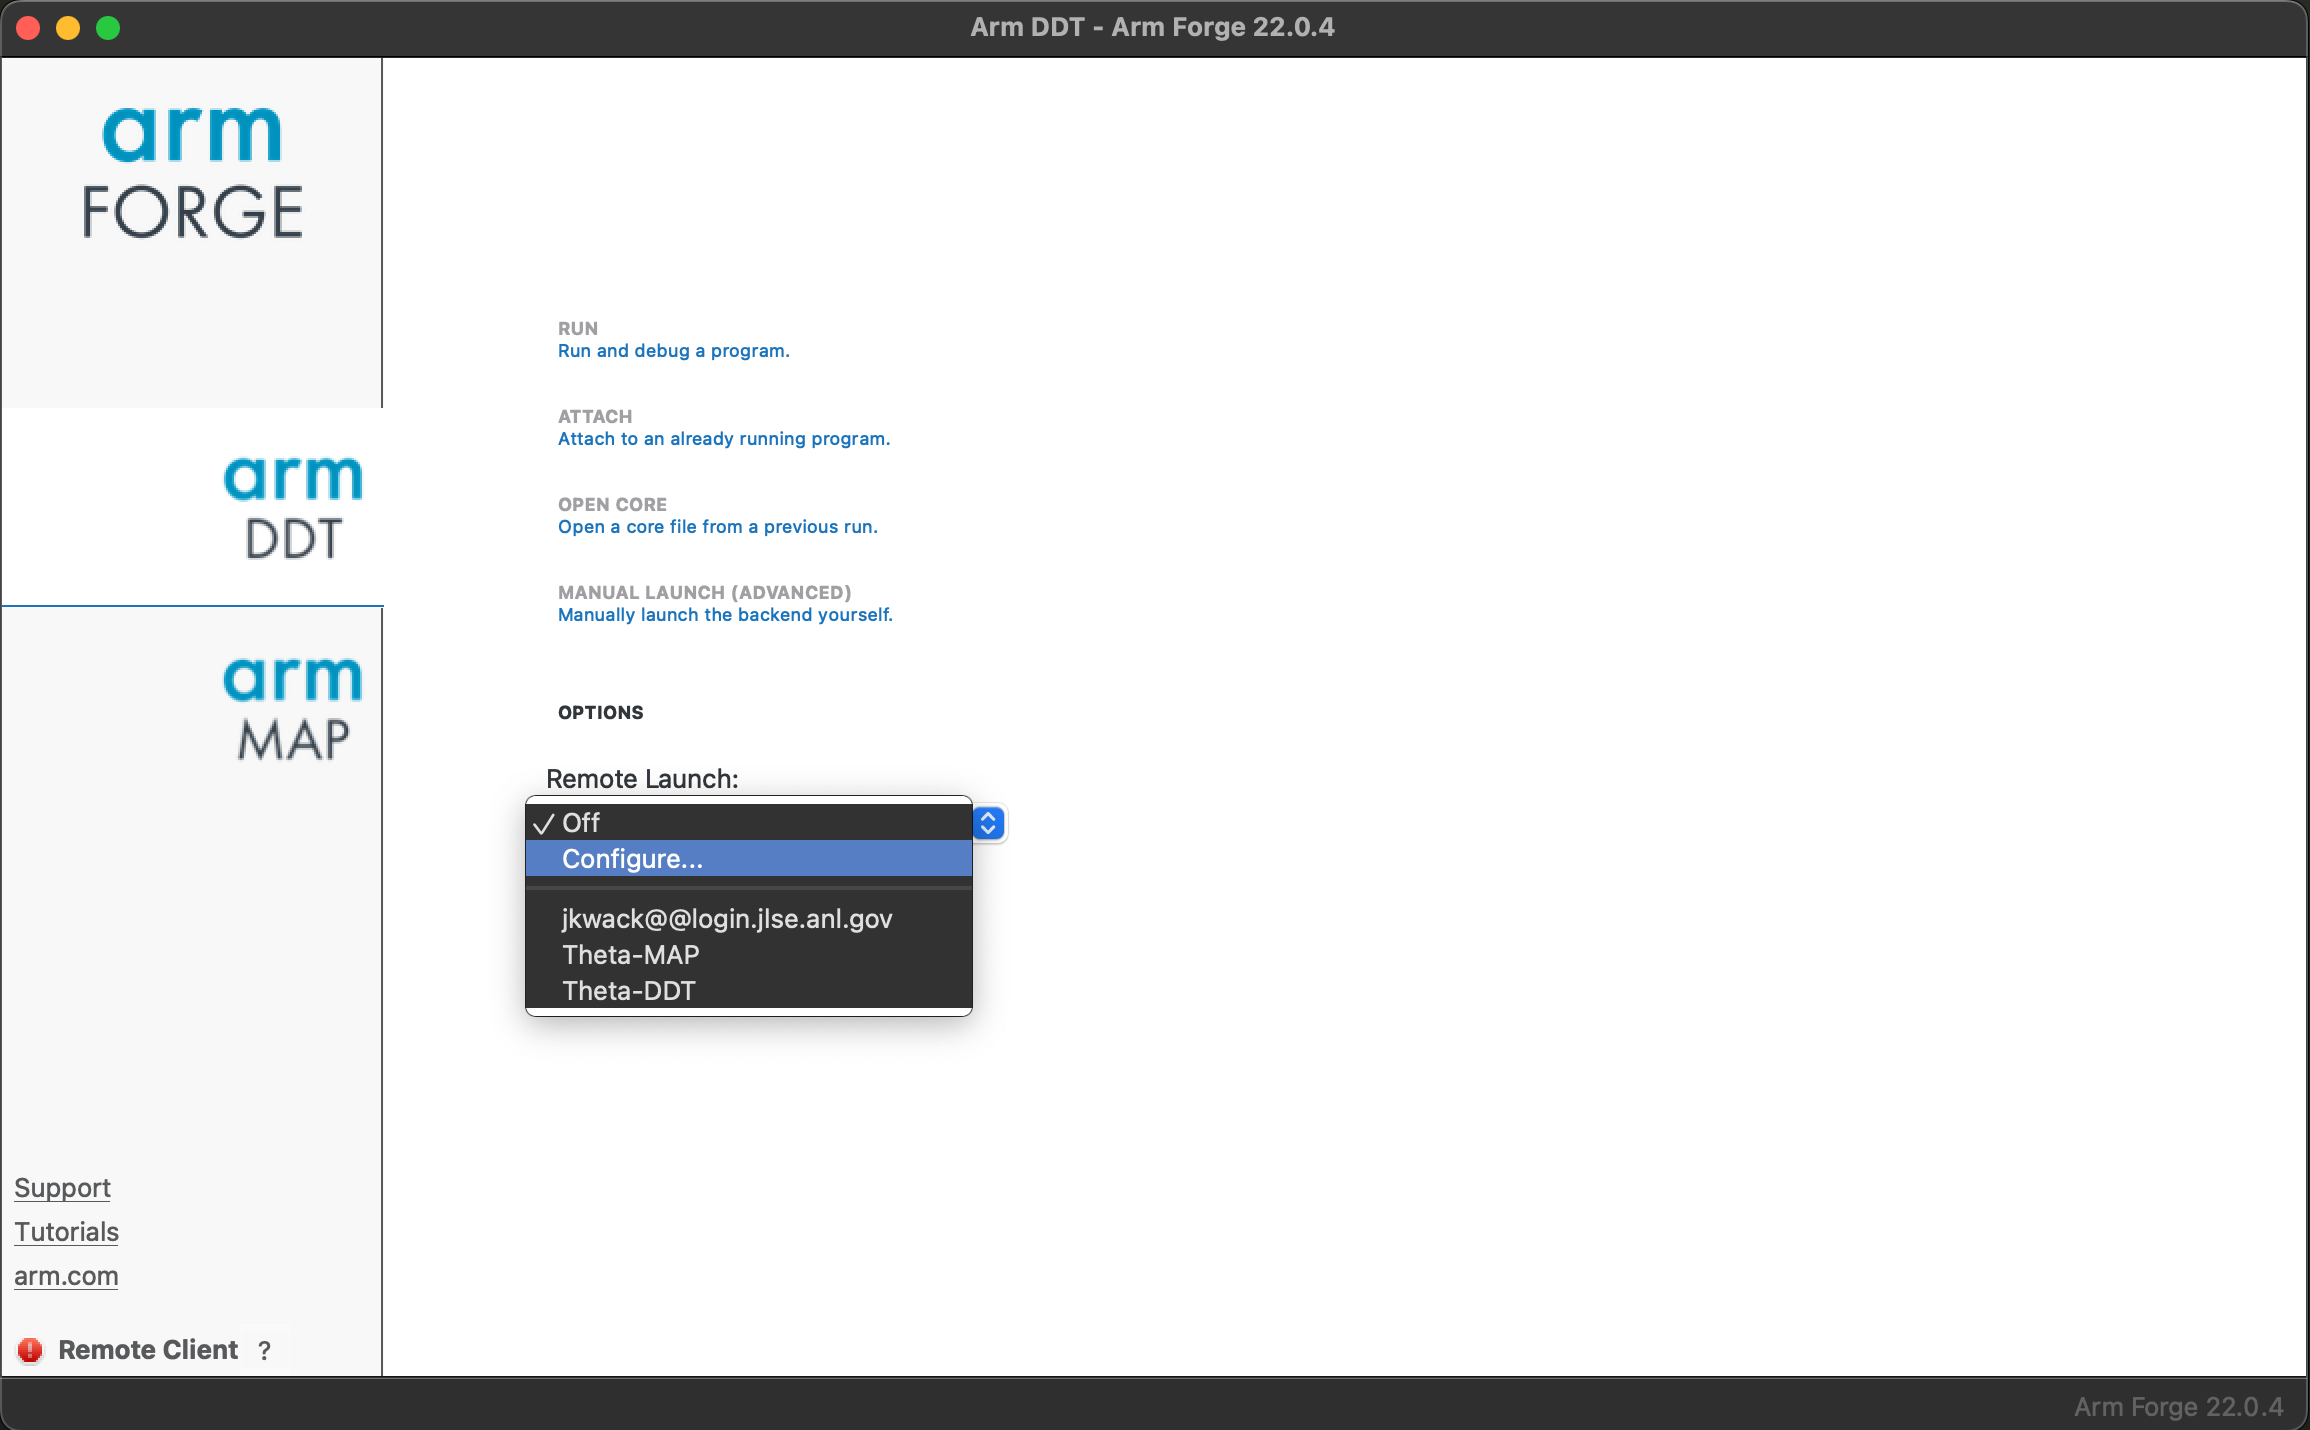 Arm DDT - Arm Forge 22.0.4
arm
FORGE
arm
DDT
arm
MAP
RUN
Run and debug a program.
ATTACH
Attach to an already running program.
OPEN CORE
Open a core file from a previous run.
MANUAL LAUNCH (ADVANCED)
Manually launch the backend yourself.
OPTIONS
Remote Launch:
✓ Off
Configure...
jkwack@@login.jlse.anl.gov
Theta-MAP
Theta-DDT
Support
Tutorials
arm.com
Remote Client ?
Arm Forge 22.0.4